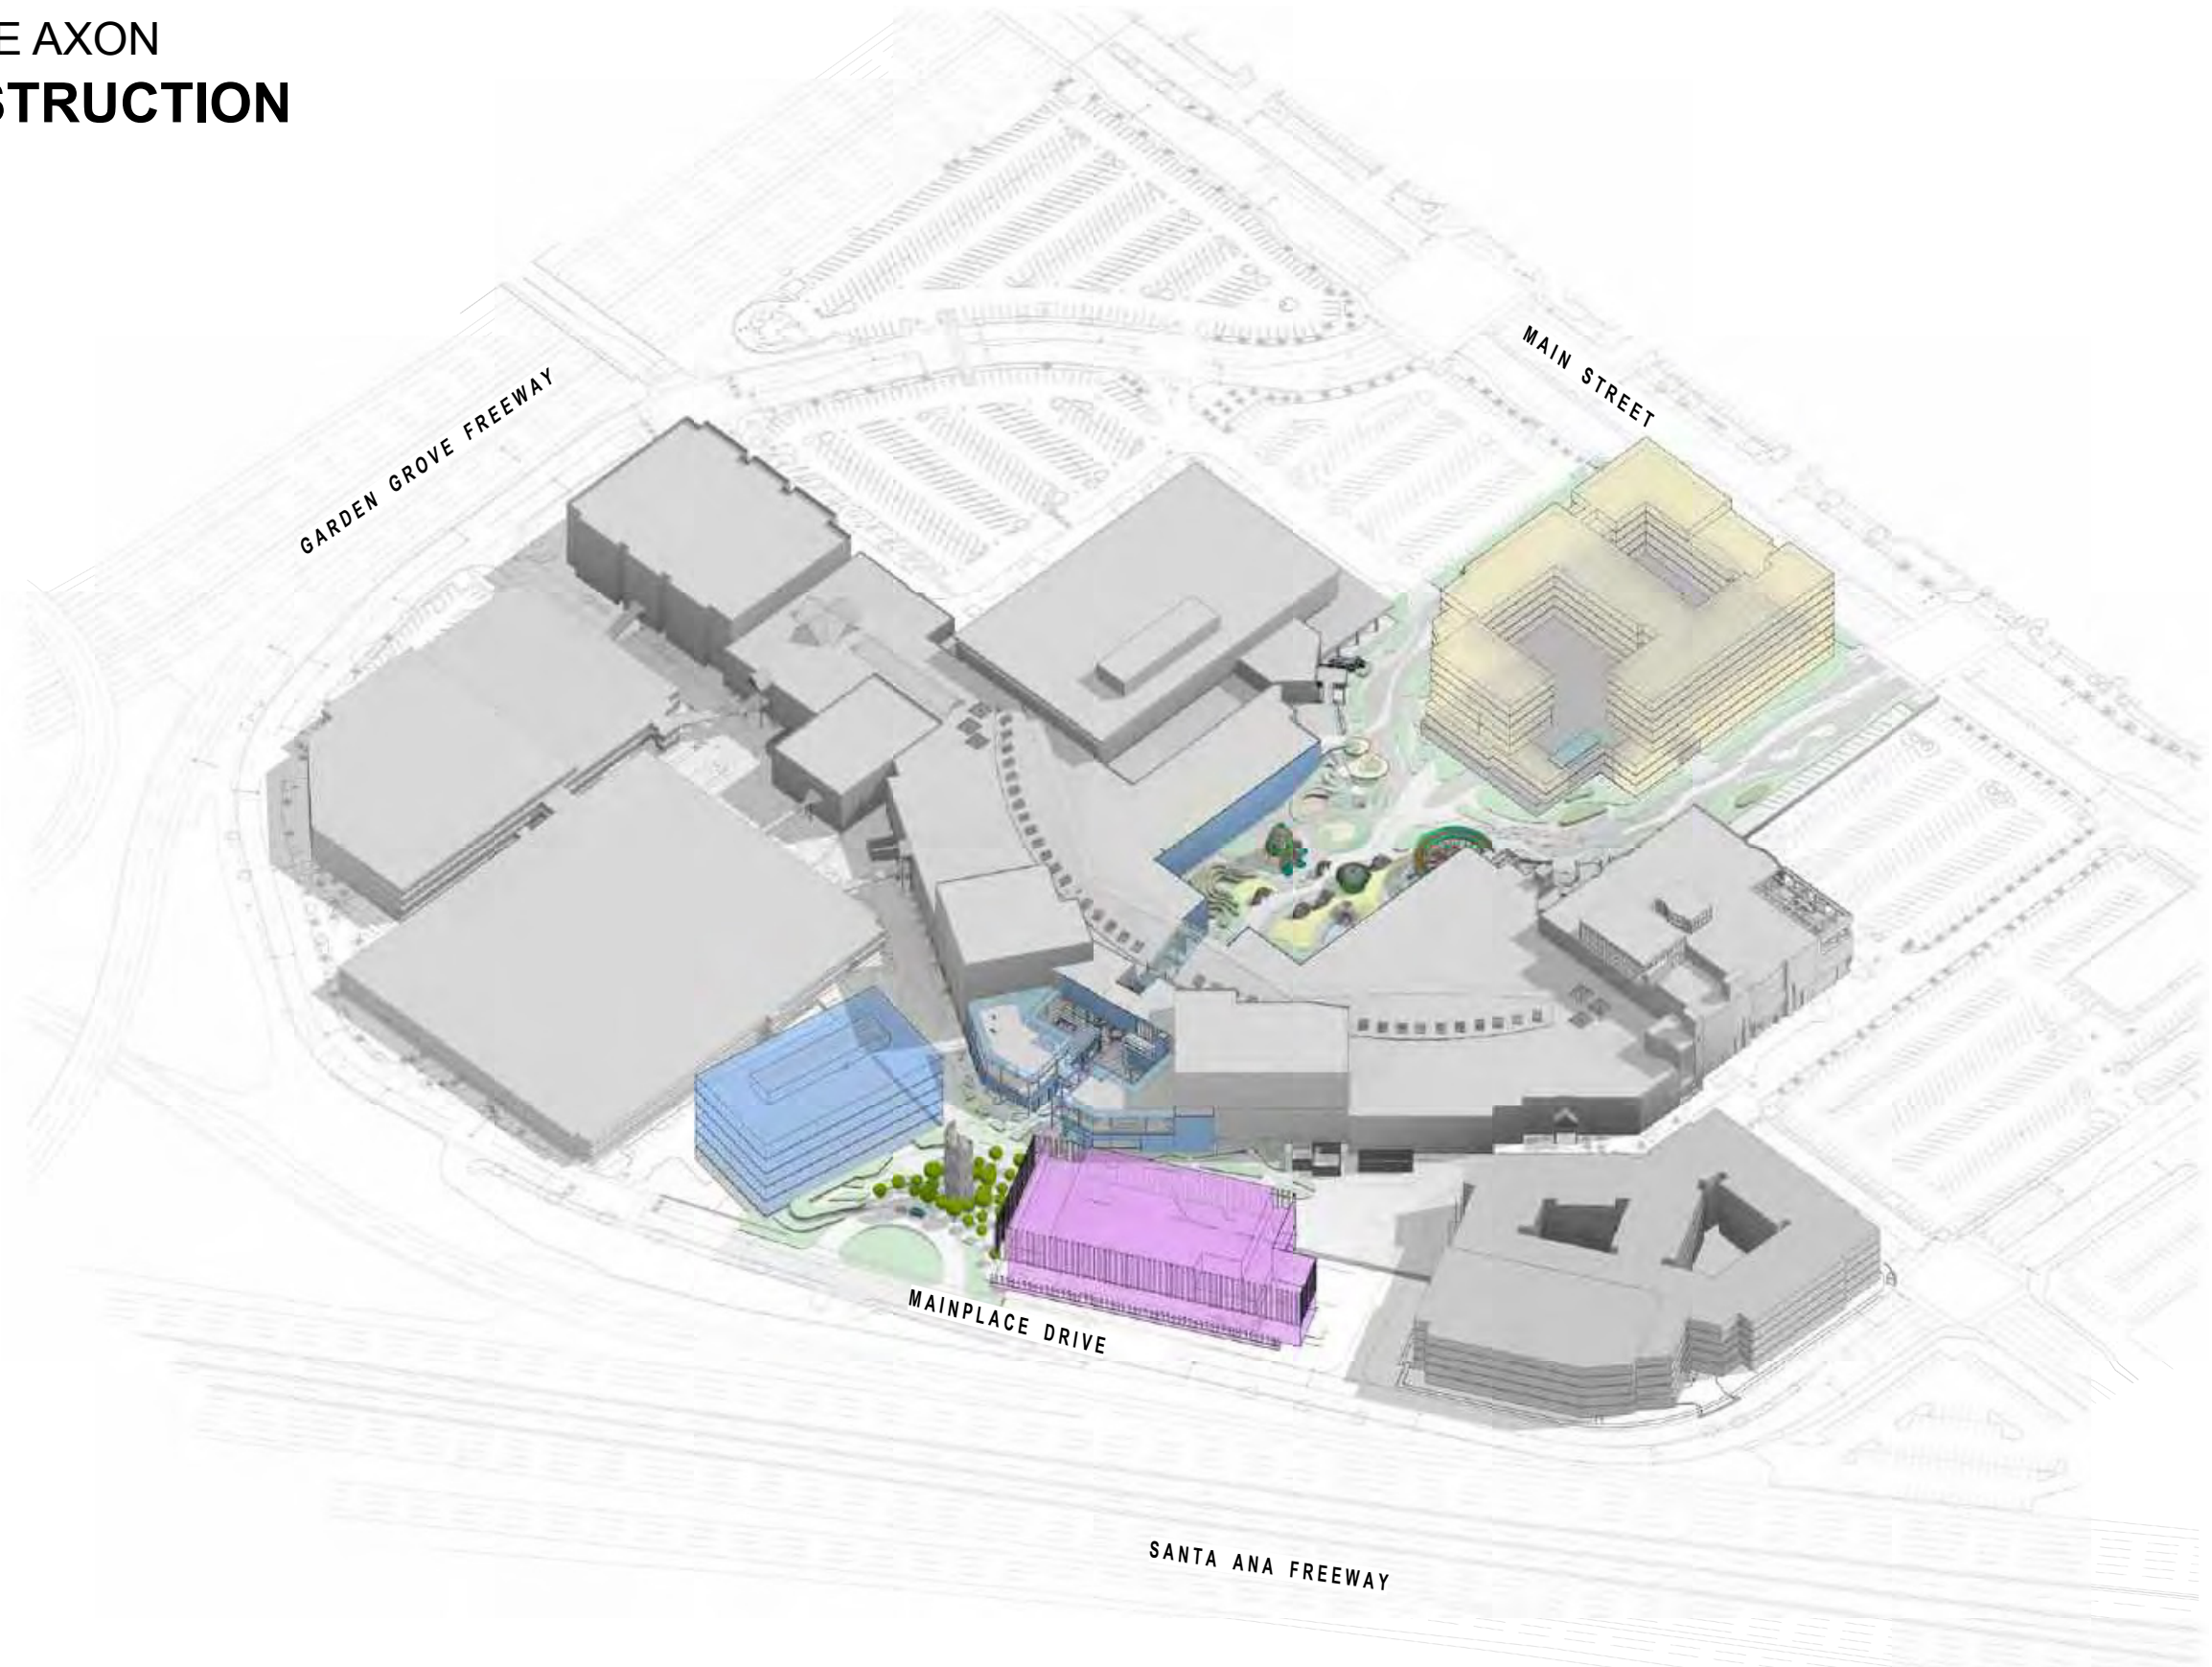 E AXON
STRUCTION
MAIN STREET
GARDEN GROVE FREEWAY
MAINPLACE DRIVE
SANTA ANA FREEWAY